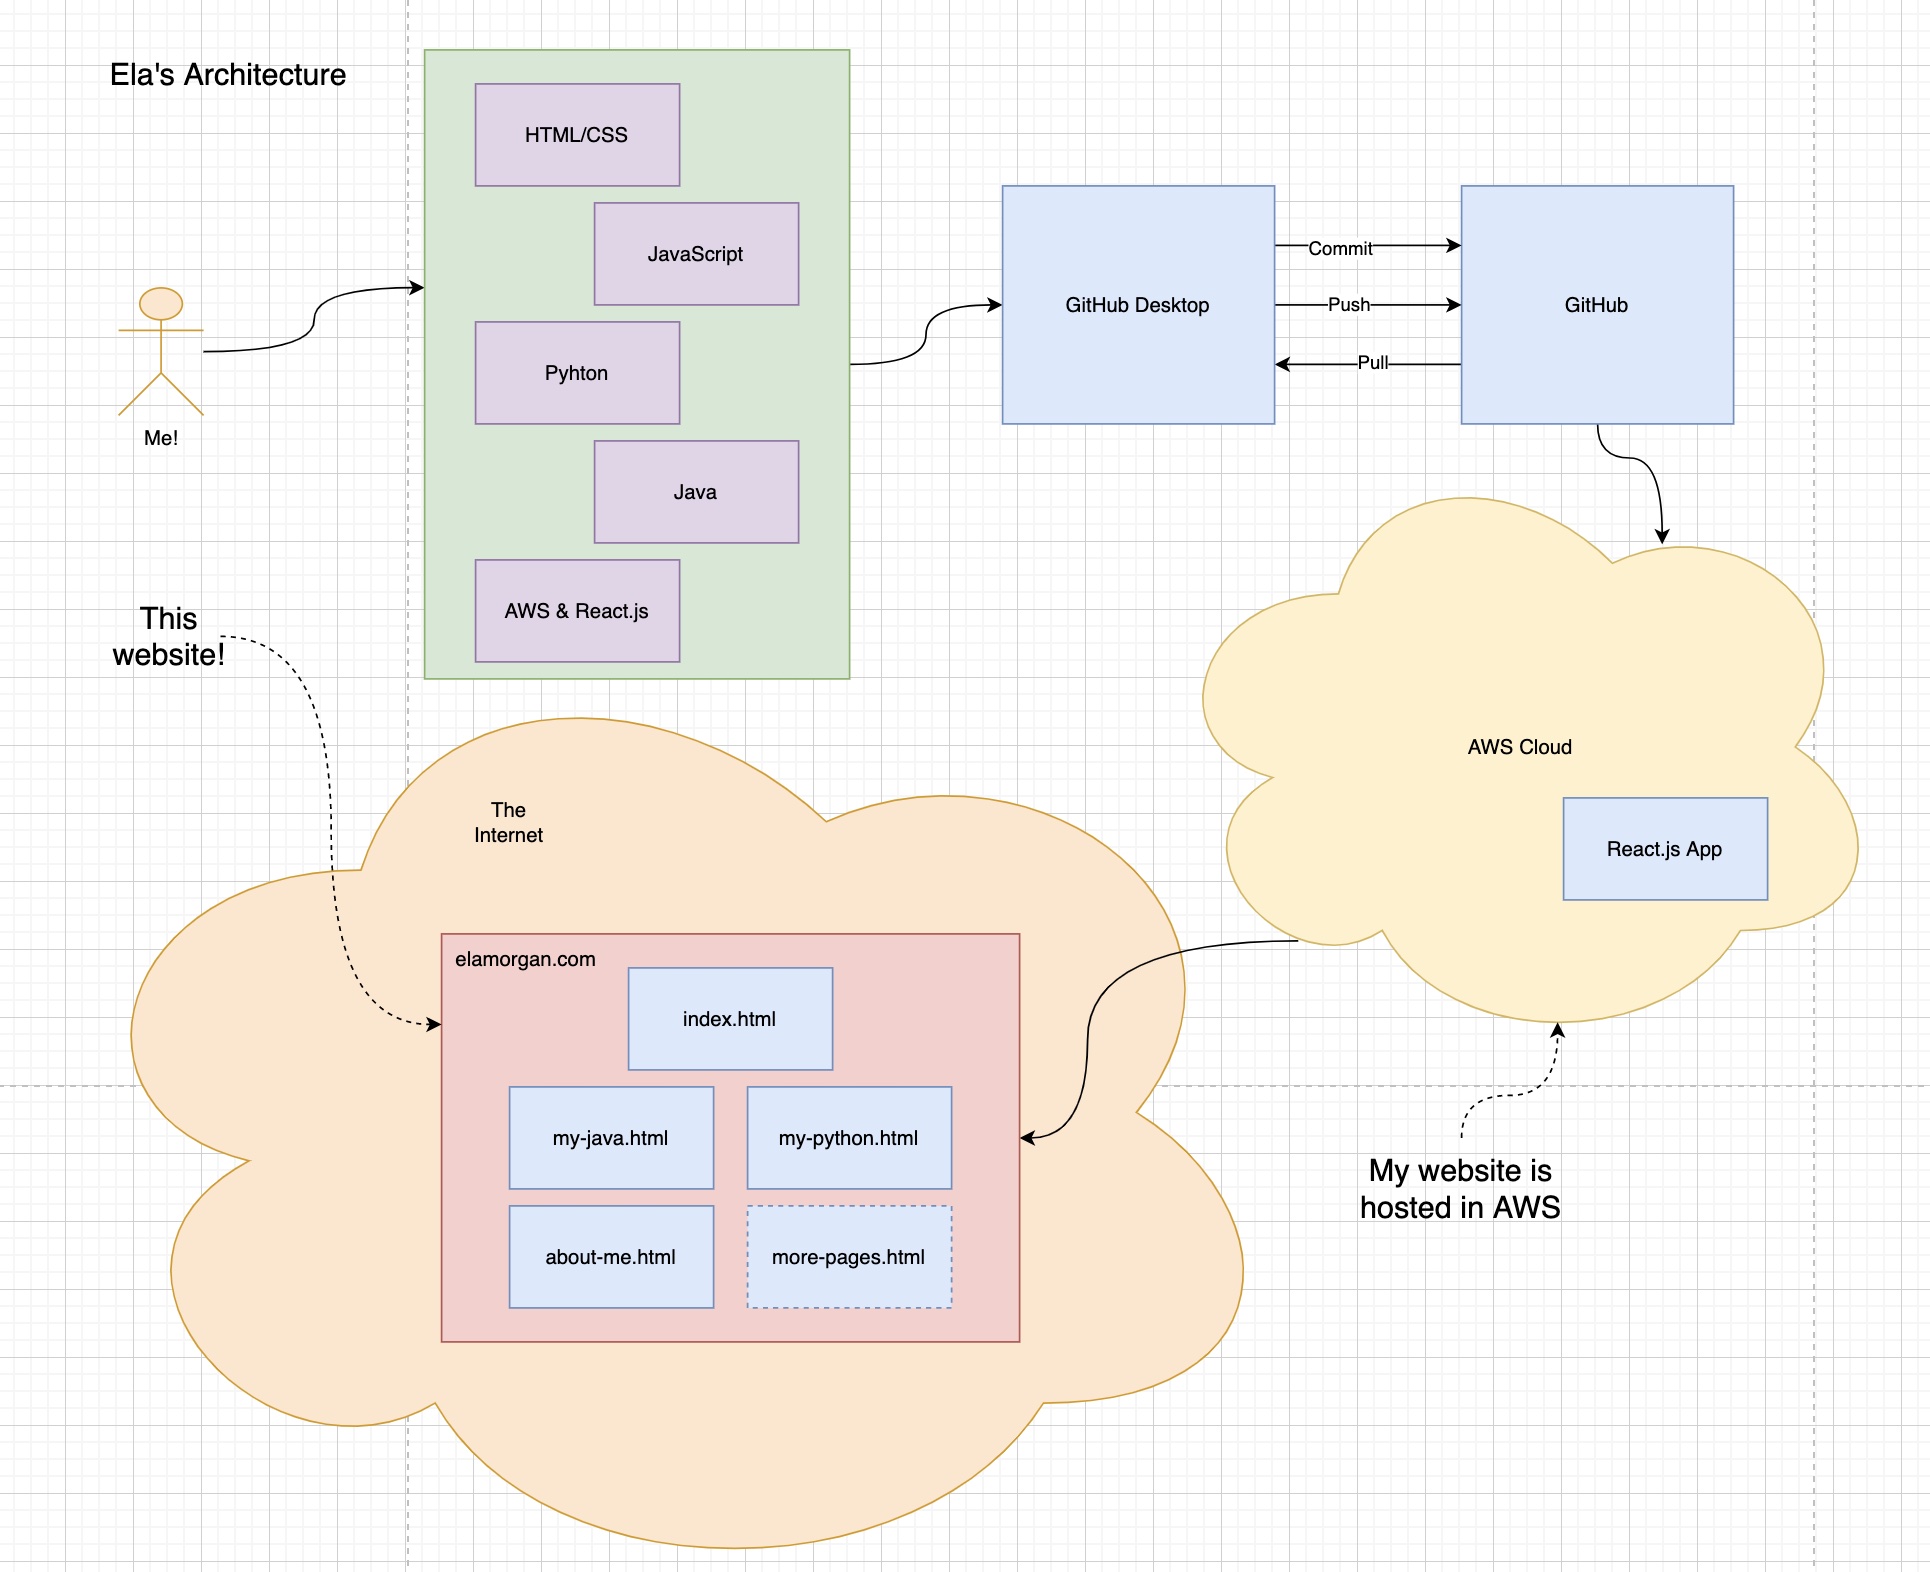 Ela's Architecture
HTML/CSS
JavaScript
Pyhton
Java
AWS & React.js
Me!
GitHub Desktop
Commit
Push
Pull
GitHub
This
website!
AWS Cloud
React.js App
The
Internet
elamorgan.com
index.html
my-java.html
my-python.html
about-me.html
more-pages.html
My website is
hosted in AWS